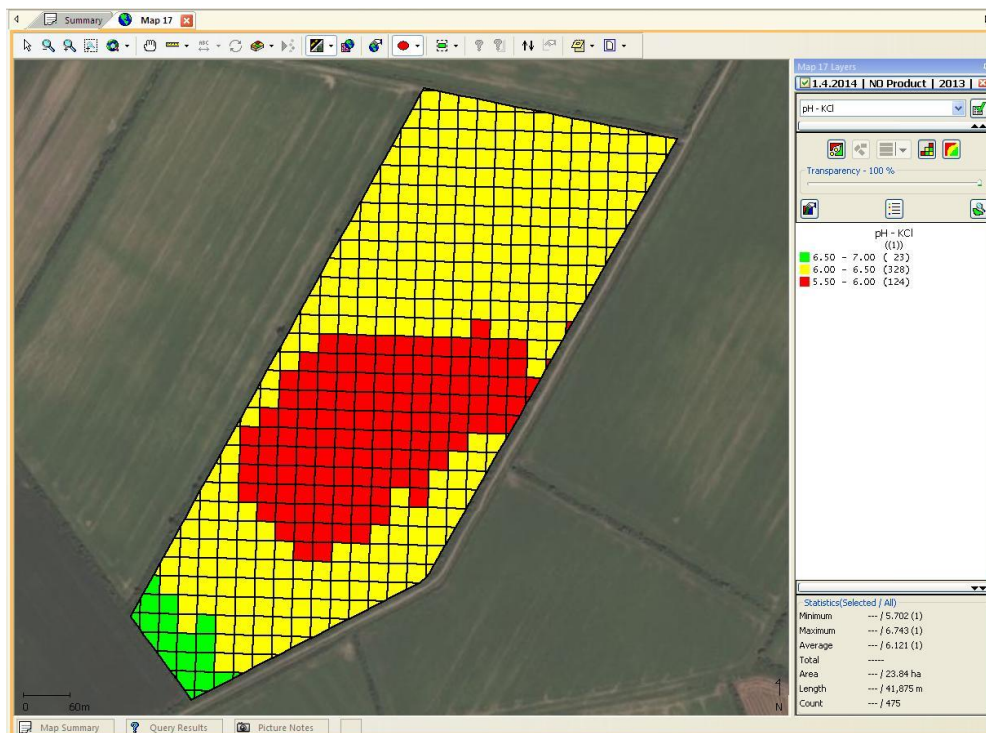 Summary
Map 17
Map 17 Layers
1.4.2014 | NO Product | 2013 |
pH - KCl
Transparency - 100 %
pH - KCl
((1))
6.50 - 7.00 ( 23)
6.00 - 6.50 (328)
5.50 - 6.00 (124)
Statistics(Selected / All)
Minimum --- / 5.702 (1)
Maximum --- / 6.743 (1)
Average --- / 6.121 (1)
Total -----
Area --- / 23.84 ha
Length --- / 41,875 m
Count --- / 475
0 60m
N
Map Summary
Query Results
Picture Notes